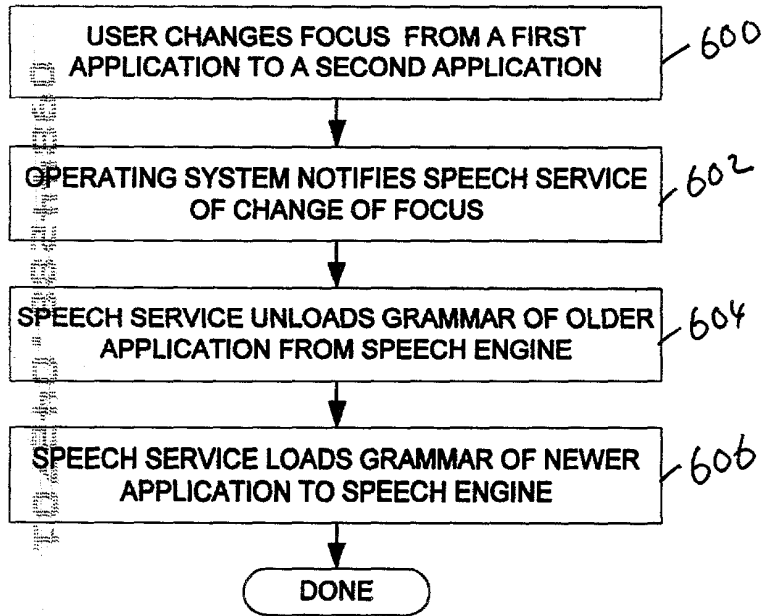 USER CHANGES FOCUS FROM A FIRST
APPLICATION TO A SECOND APPLICATION
600
OPERATING SYSTEM NOTIFIES SPEECH SERVICE
OF CHANGE OF FOCUS
602
SPEECH SERVICE UNLOADS GRAMMAR OF OLDER
APPLICATION FROM SPEECH ENGINE
604
SPEECH SERVICE LOADS GRAMMAR OF NEWER
APPLICATION TO SPEECH ENGINE
606
DONE